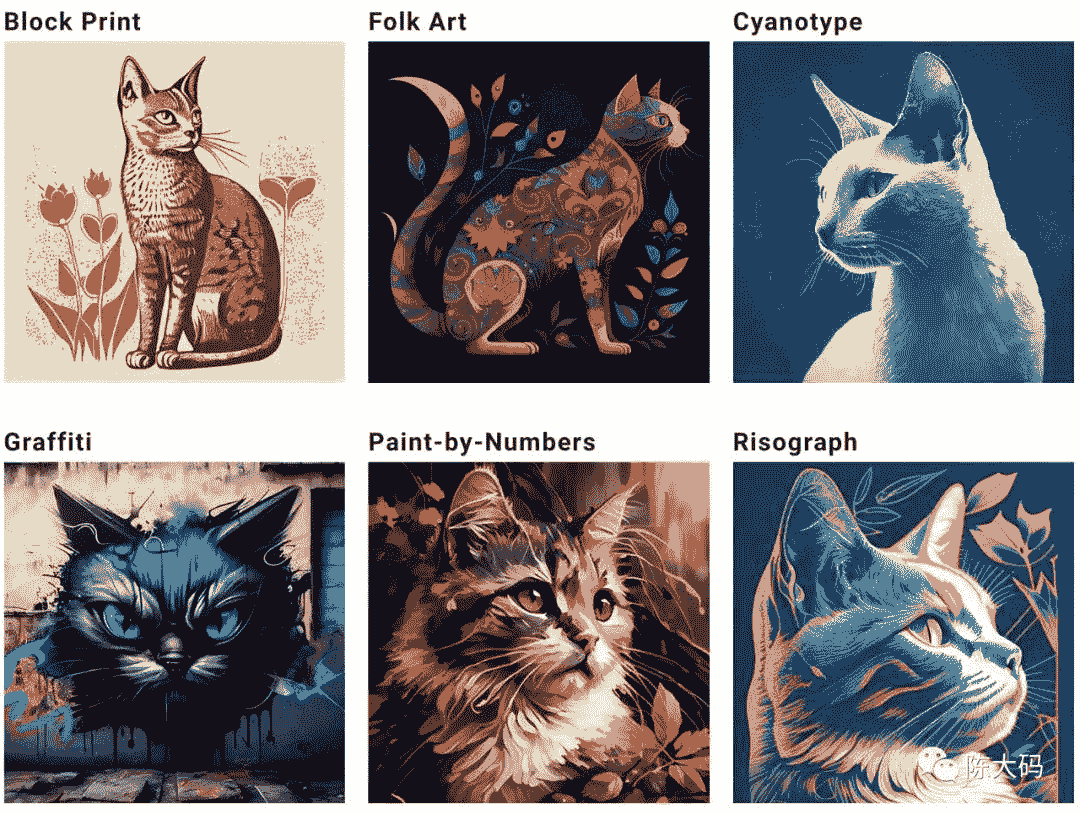 Block Print
Folk Art
Cyanotype
Graffiti
Paint-by-Numbers
Risograph
陈大码